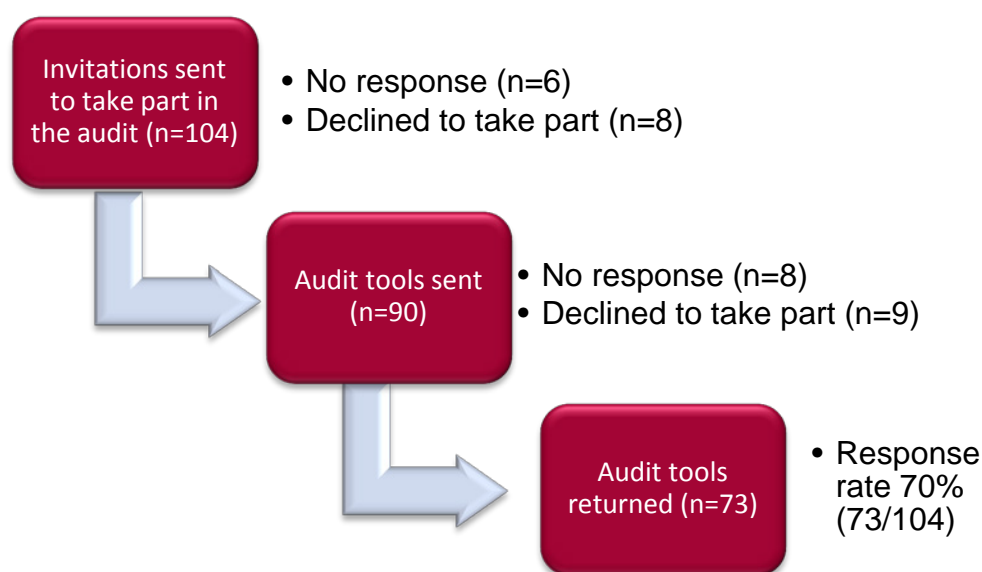 Invitations sent
to take part in
the audit (n=104)
• No response (n=6)
• Declined to take part (n=8)
Audit tools sent
(n=90)
• No response (n=8)
• Declined to take part (n=9)
Audit tools
returned (n=73)
• Response
rate 70%
(73/104)